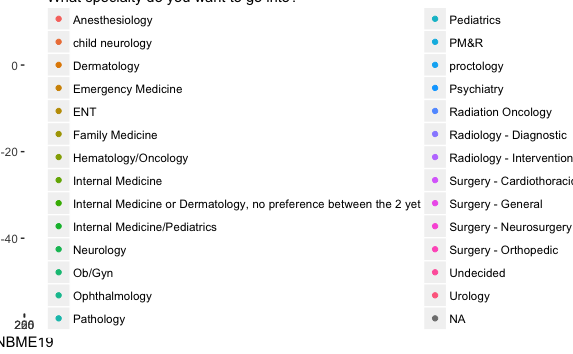 What specialty do you want to go into?
Anesthesiology
child neurology
Dermatology
Emergency Medicine
ENT
Family Medicine
Hematology/Oncology
Internal Medicine
Internal Medicine or Dermatology, no preference between the 2 yet
Internal Medicine/Pediatrics
Neurology
Ob/Gyn
Ophthalmology
Pathology
Pediatrics
PM&R
proctology
Psychiatry
Radiation Oncology
Radiology - Diagnostic
Radiology - Intervention
Surgery - Cardiothoracic
Surgery - General
Surgery - Neurosurgery
Surgery - Orthopedic
Undecided
Urology
NA
0
-20
-40
NBME19